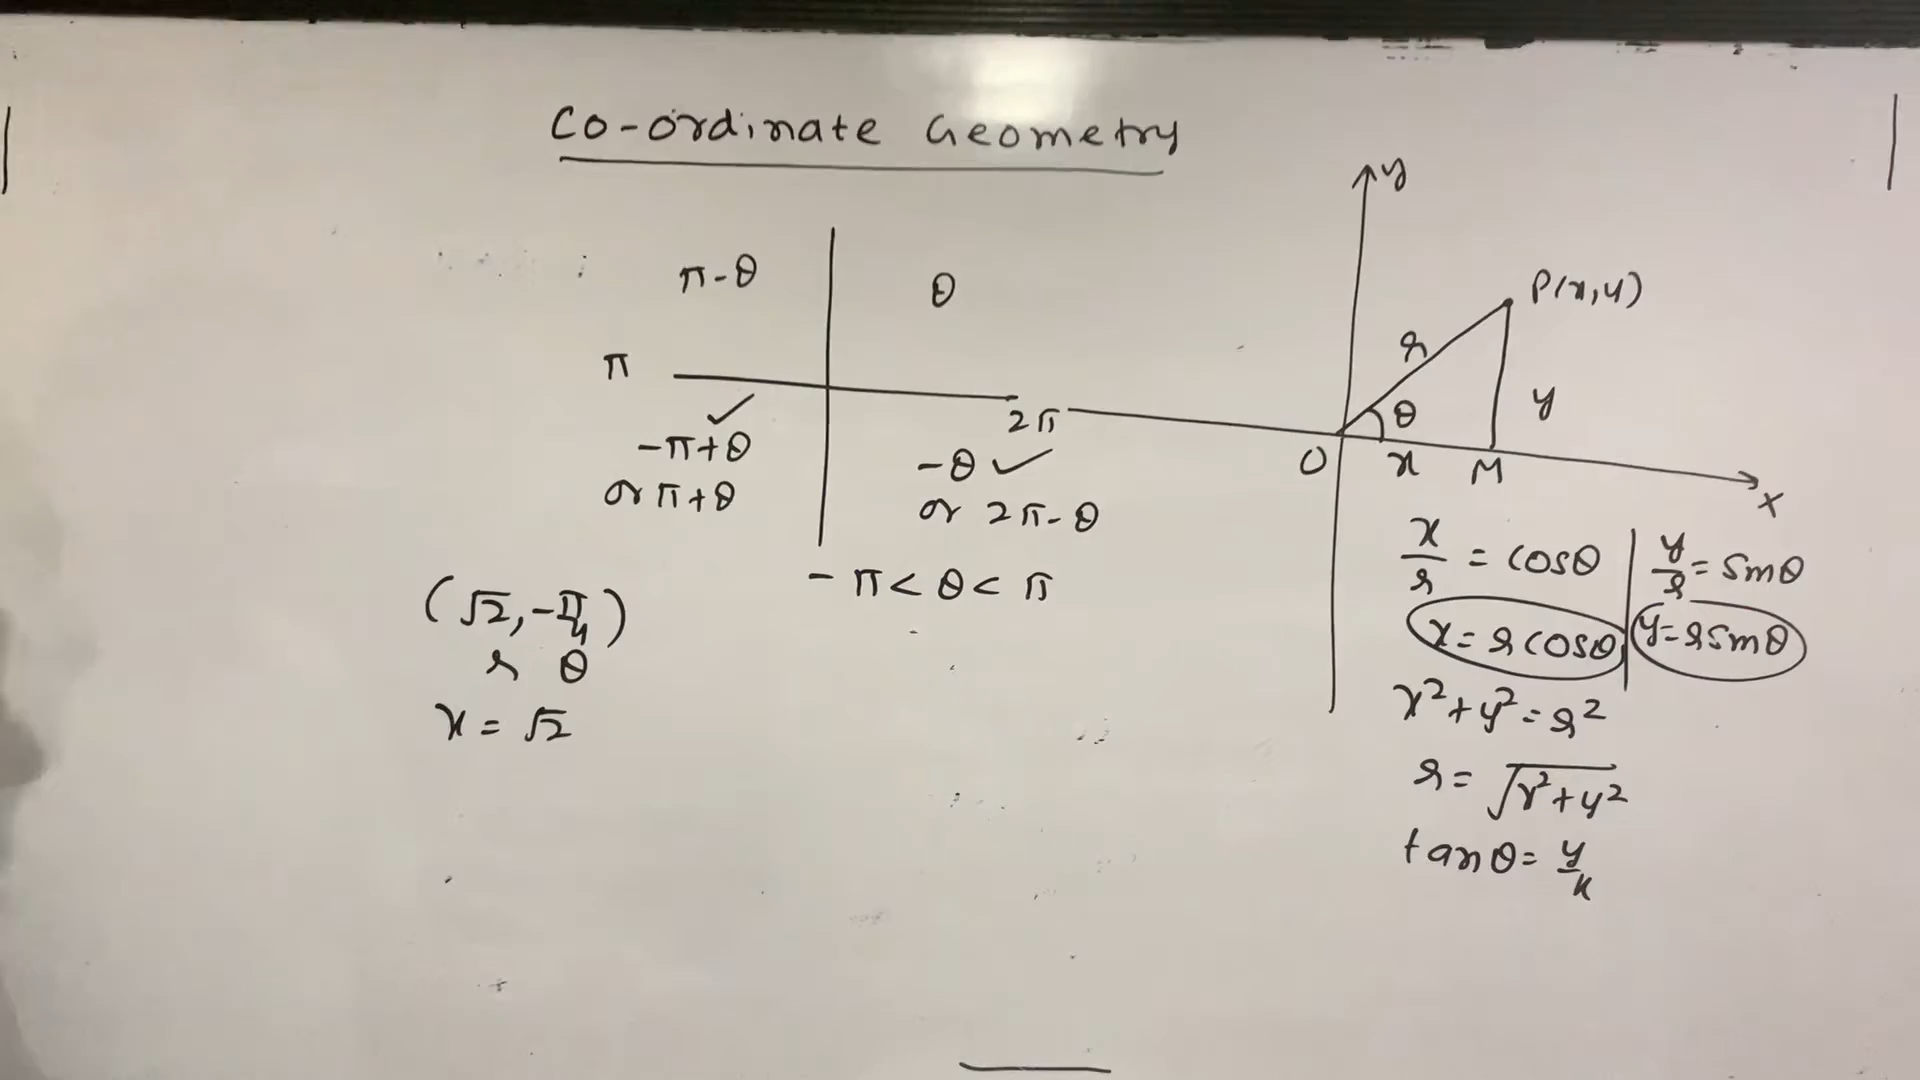 Co-ordinate Geometry
π-θ
θ
π
2π
-π+θ
or π+θ
-θ
or 2π-θ
-π<θ<π
(√2, -π/4)
r θ
x = √2
y
P(x,y)
r
θ
y
O
x
M
X
x/r = cosθ
y/r = sinθ
x = r cosθ
y = r sinθ
x²+y² = r²
r = √x²+y²
tanθ = y/x